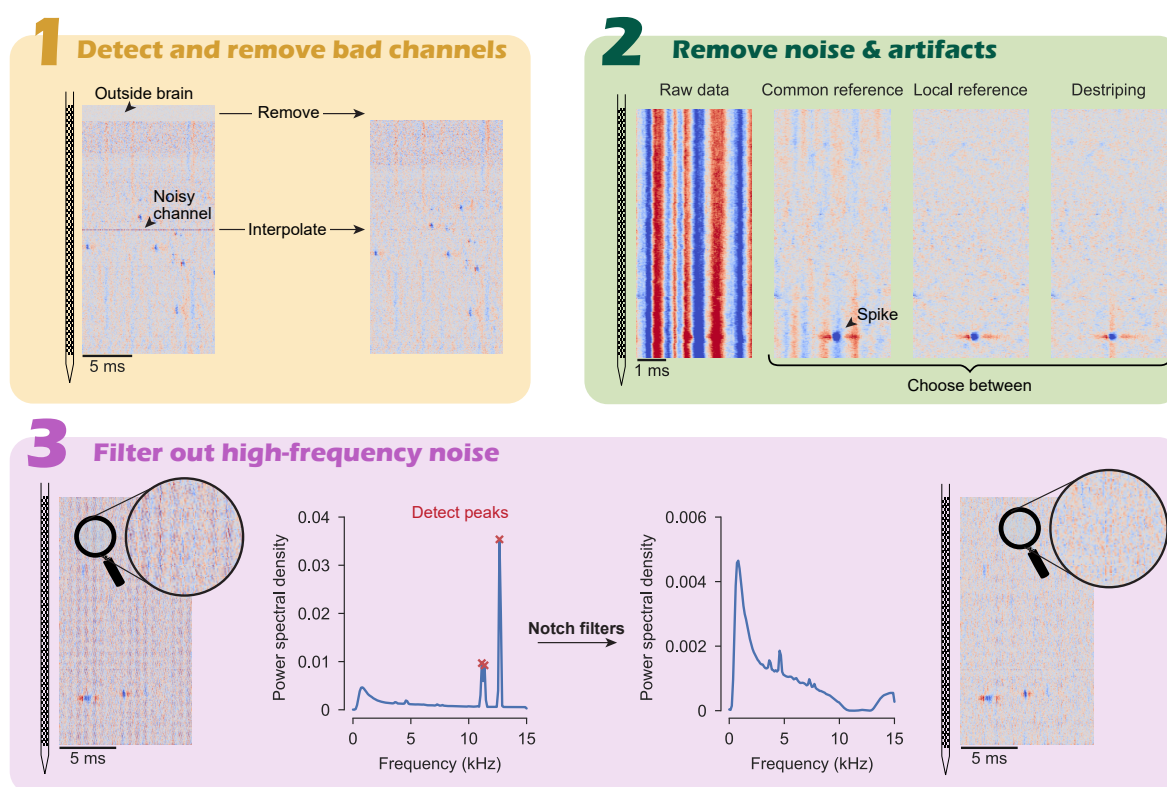 1 Detect and remove bad channels
Outside brain
Remove
Noisy
channel
Interpolate
5 ms
2 Remove noise & artifacts
Raw data
Common reference
Local reference
Destriping
Spike
1 ms
Choose between
3 Filter out high-frequency noise
5 ms
Detect peaks
Power spectral density
0.04
0.03
0.02
0.01
0
0 5 10 15
Frequency (kHz)
Notch filters
Power spectral density
0.006
0.004
0.002
0
0 5 10 15
Frequency (kHz)
5 ms